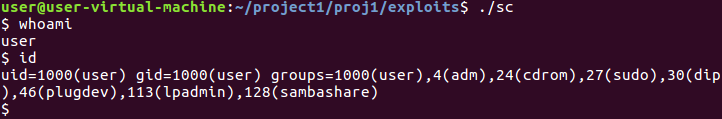 user@user-virtual-machine:~/project1/proj1/exploits$ ./sc
$ whoami
user
$ id
uid=1000(user) gid=1000(user) groups=1000(user),4(adm),24(cdrom),27(sudo),30(dip
),46(plugdev),113(lpadmin),128(sambashare)
$